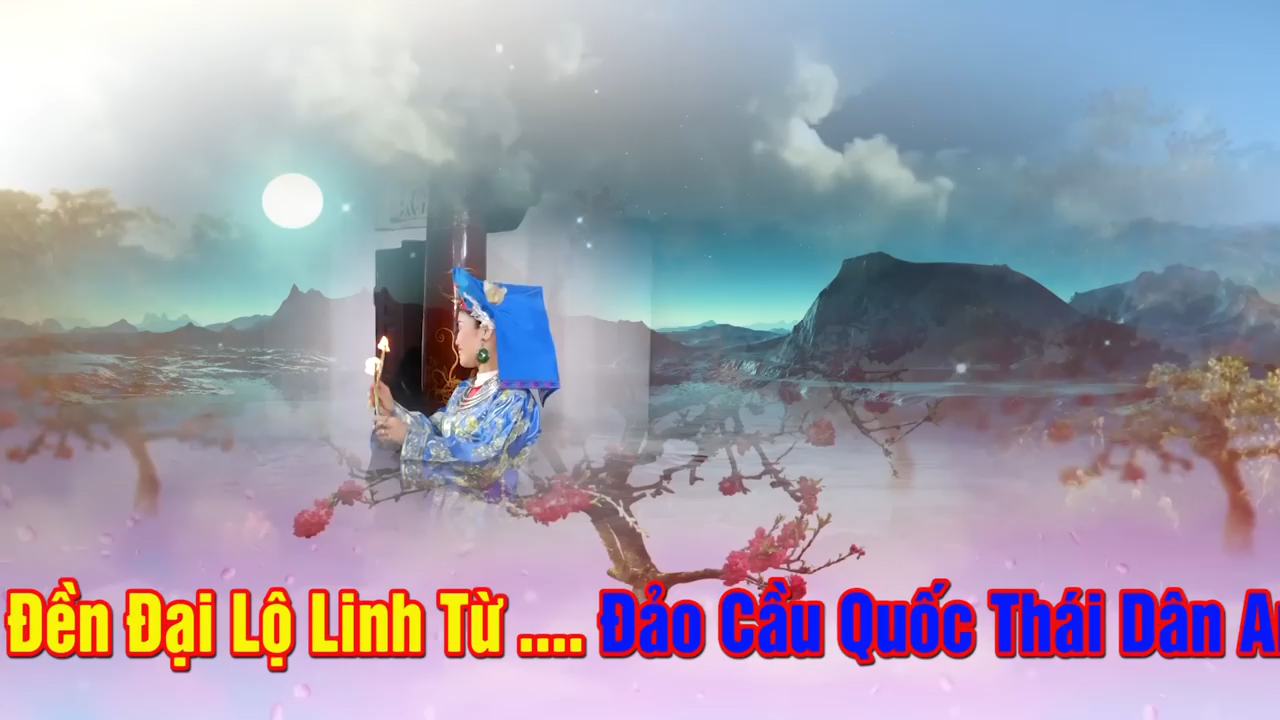 Đền Đại Lộ Linh Từ .... Đảo Cầu Quốc Thái Dân